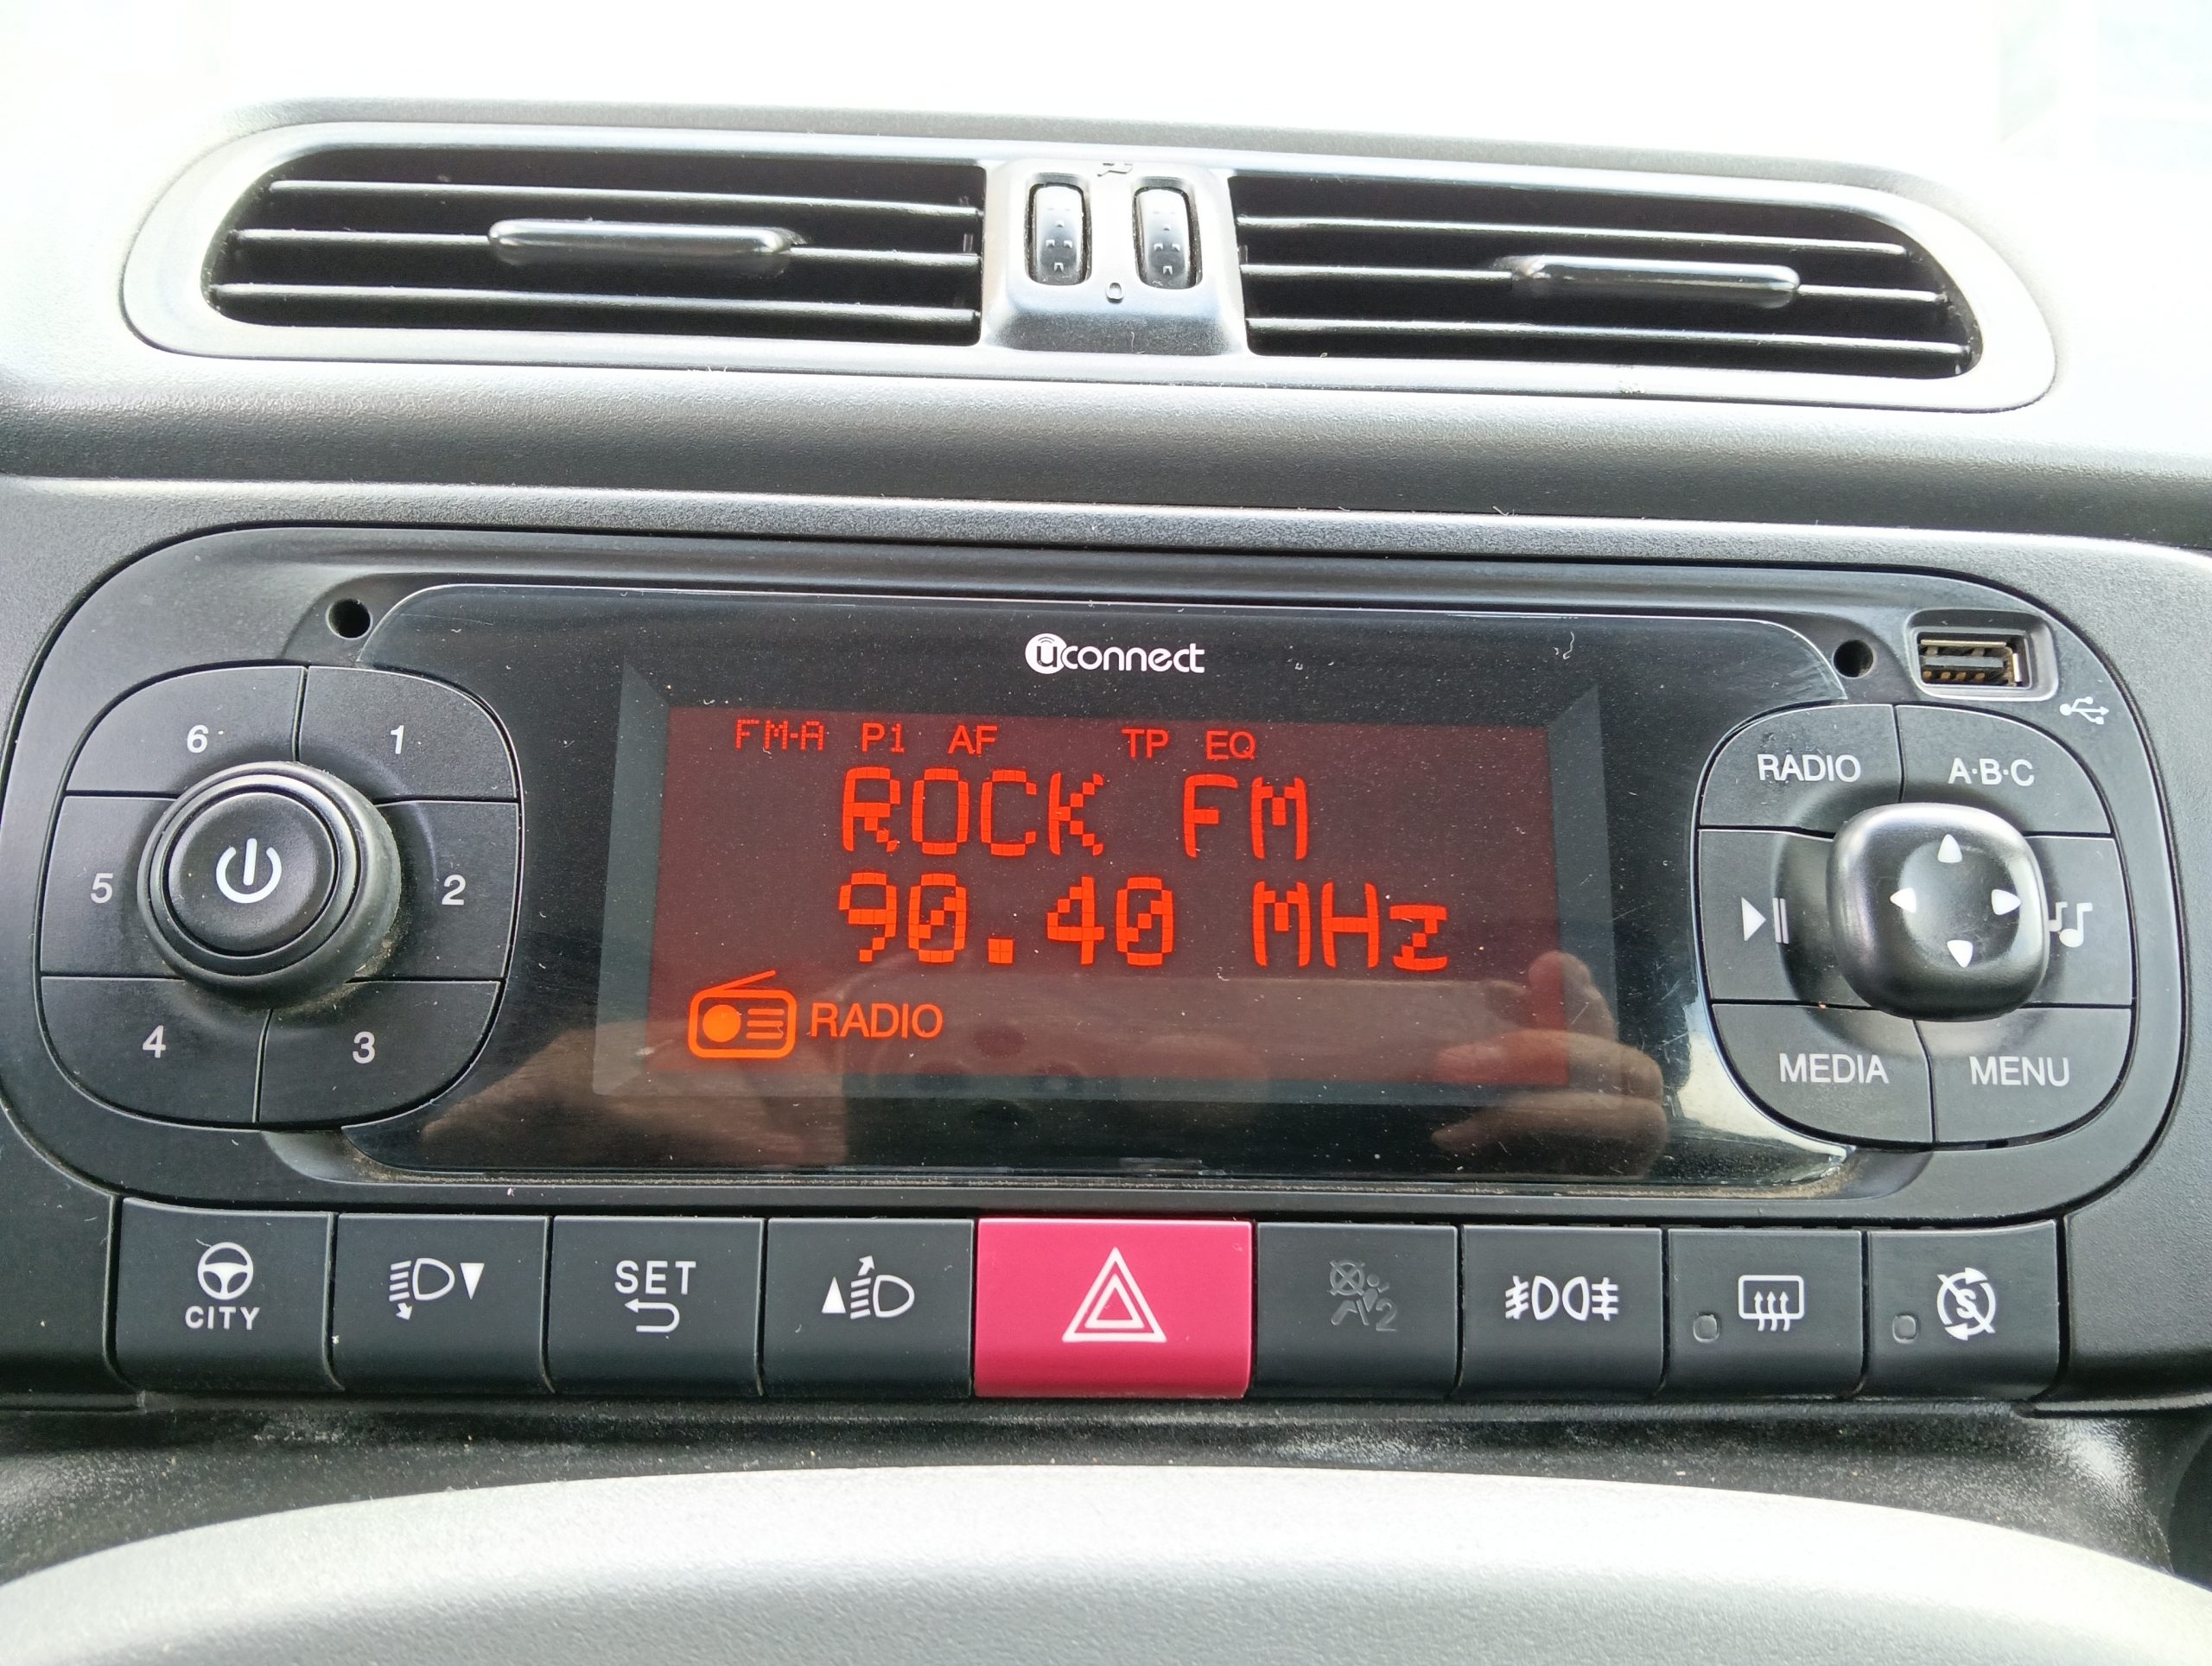 uconnect
FM-A P1 AF TP EQ
ROCK FM
90.40 MHz
RADIO
6 1
5 2
4 3
RADIO A·B·C
MEDIA MENU
CITY
SET
2
S